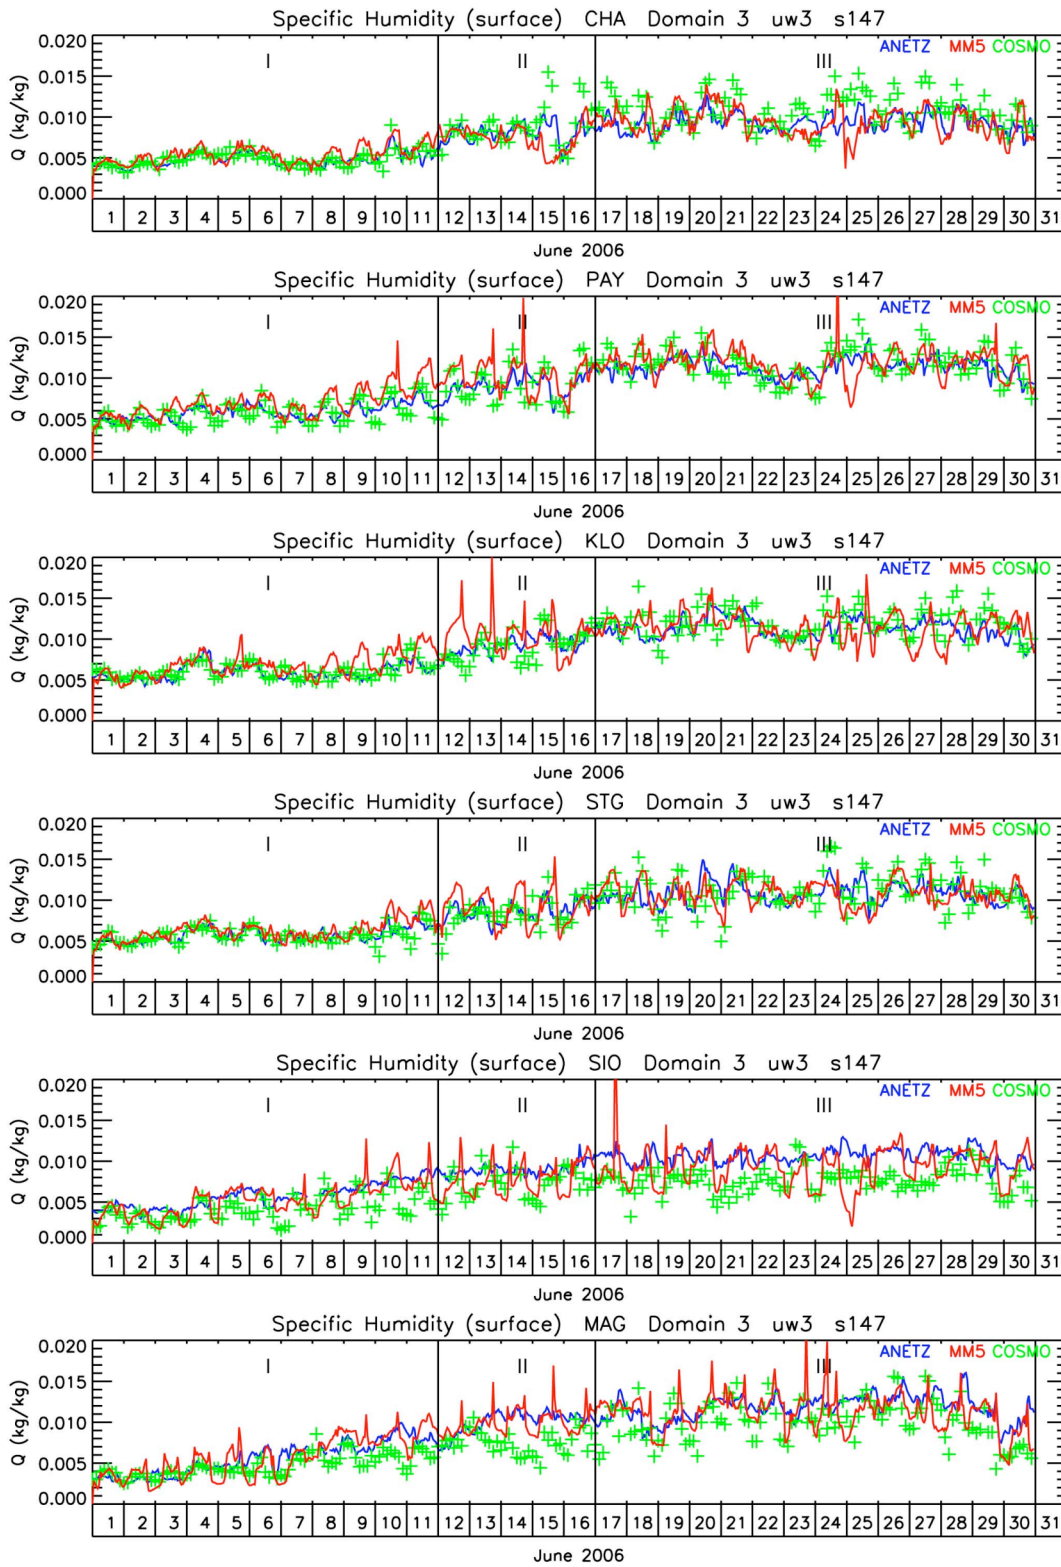 Specific Humidity (surface) CHA Domain 3 uw3 s147
ANETZ MM5 COSMO
I II III
Q (kg/kg)
0.020
0.015
0.010
0.005
0.000
1 2 3 4 5 6 7 8 9 10 11 12 13 14 15 16 17 18 19 20 21 22 23 24 25 26 27 28 29 30 31
June 2006
Specific Humidity (surface) PAY Domain 3 uw3 s147
ANETZ MM5 COSMO
I II III
Q (kg/kg)
0.020
0.015
0.010
0.005
0.000
1 2 3 4 5 6 7 8 9 10 11 12 13 14 15 16 17 18 19 20 21 22 23 24 25 26 27 28 29 30 31
June 2006
Specific Humidity (surface) KLO Domain 3 uw3 s147
ANETZ MM5 COSMO
I II III
Q (kg/kg)
0.020
0.015
0.010
0.005
0.000
1 2 3 4 5 6 7 8 9 10 11 12 13 14 15 16 17 18 19 20 21 22 23 24 25 26 27 28 29 30 31
June 2006
Specific Humidity (surface) STG Domain 3 uw3 s147
ANETZ MM5 COSMO
I II III
Q (kg/kg)
0.020
0.015
0.010
0.005
0.000
1 2 3 4 5 6 7 8 9 10 11 12 13 14 15 16 17 18 19 20 21 22 23 24 25 26 27 28 29 30 31
June 2006
Specific Humidity (surface) SIO Domain 3 uw3 s147
ANETZ MM5 COSMO
I II III
Q (kg/kg)
0.020
0.015
0.010
0.005
0.000
1 2 3 4 5 6 7 8 9 10 11 12 13 14 15 16 17 18 19 20 21 22 23 24 25 26 27 28 29 30 31
June 2006
Specific Humidity (surface) MAG Domain 3 uw3 s147
ANETZ MM5 COSMO
I II III
Q (kg/kg)
0.020
0.015
0.010
0.005
0.000
1 2 3 4 5 6 7 8 9 10 11 12 13 14 15 16 17 18 19 20 21 22 23 24 25 26 27 28 29 30 31
June 2006